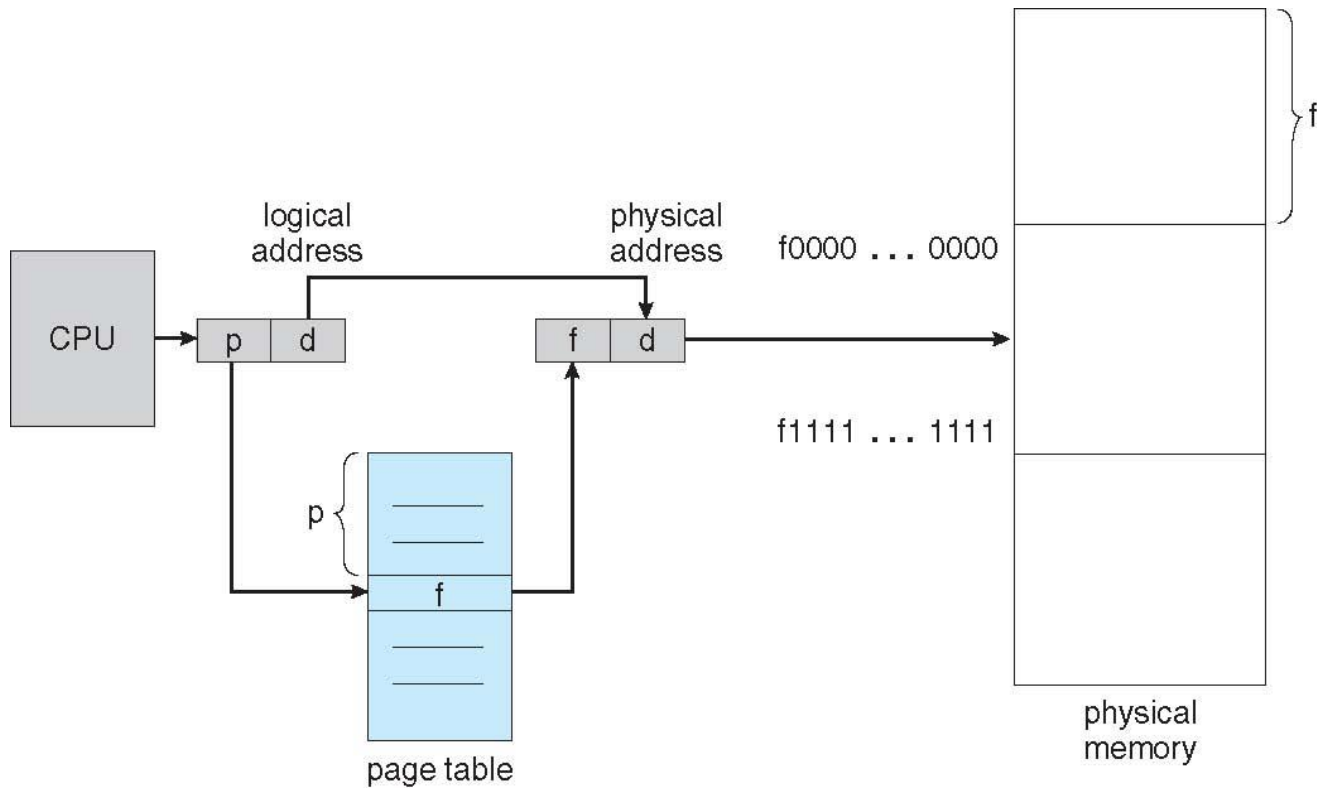 f
logical
address
physical
address
f0000 ... 0000
CPU
p d
f d
f1111 ... 1111
p
f
page table
physical
memory